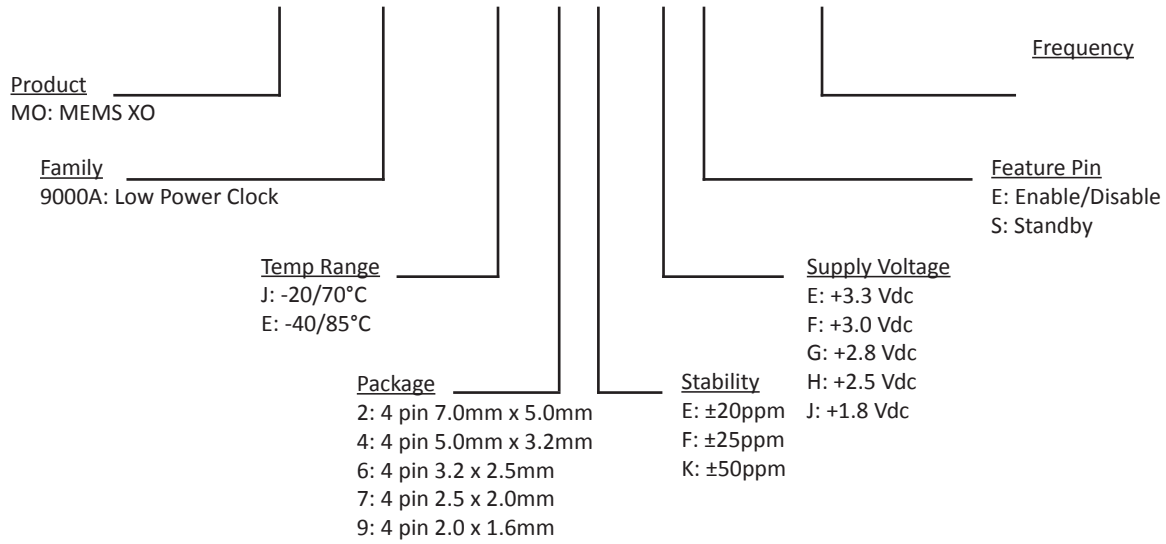 Frequency
Product
MO: MEMS XO
Family
9000A: Low Power Clock
Feature Pin
E: Enable/Disable
S: Standby
Temp Range
J: -20/70°C
E: -40/85°C
Supply Voltage
E: +3.3 Vdc
F: +3.0 Vdc
G: +2.8 Vdc
H: +2.5 Vdc
J: +1.8 Vdc
Package
2: 4 pin 7.0mm x 5.0mm
4: 4 pin 5.0mm x 3.2mm
6: 4 pin 3.2 x 2.5mm
7: 4 pin 2.5 x 2.0mm
9: 4 pin 2.0 x 1.6mm
Stability
E: ±20ppm
F: ±25ppm
K: ±50ppm